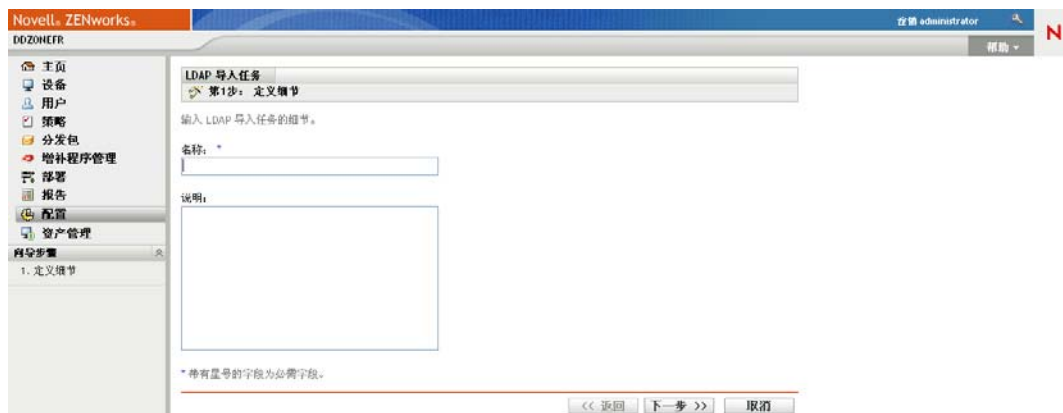 Novell® ZENworks®
注销 administrator
N
DDZONEFR
帮助
主页
设备
用户
策略
分发包
增补程序管理
部署
报告
配置
资产管理
向导步骤
1. 定义细节
LDAP 导入任务
第1步： 定义细节
输入 LDAP 导入任务的细节。
名称： *
说明：
* 带有星号的字段为必需字段。
<< 返回 下一步 >> 取消